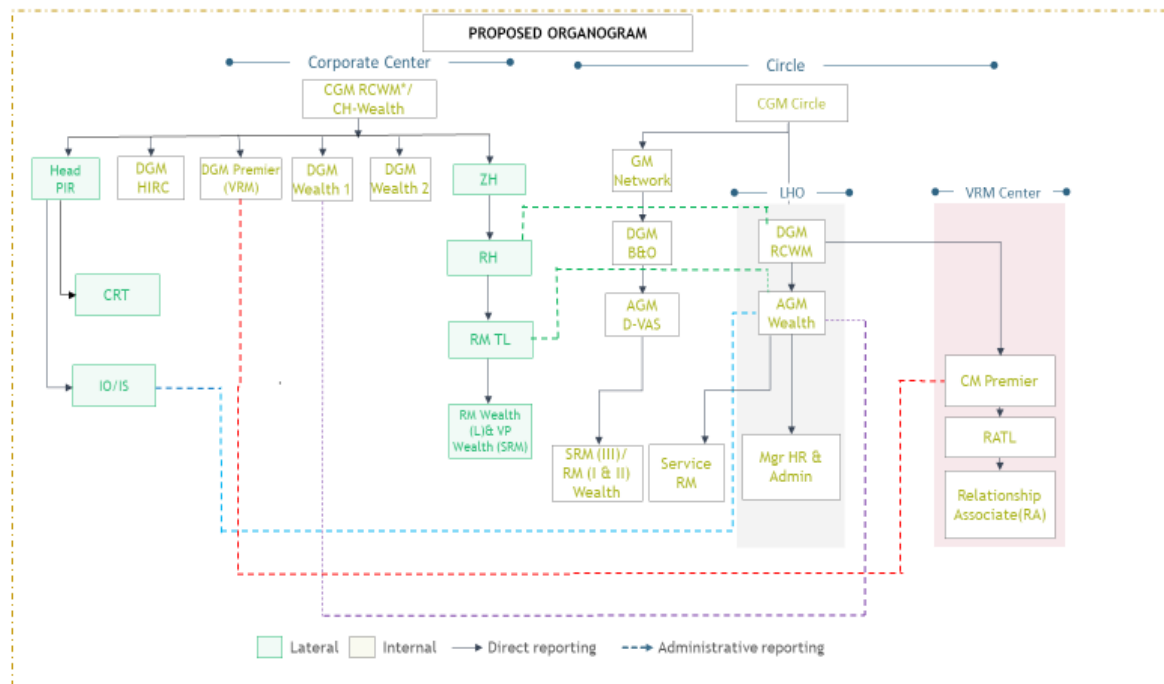 PROPOSED ORGANOGRAM
Corporate Center
Circle
CGM RCWM*/
CH-Wealth
CGM Circle
Head
PIR
DGM
HIRC
DGM Premier
(VRM)
DGM
Wealth 1
DGM
Wealth 2
ZH
GM
Network
LHO
VRM Center
RH
DGM
B&O
DGM
RCWM
CRT
AGM
D-VAS
AGM
Wealth
RM TL
IO/IS
CM Premier
RM Wealth
(L)& VP
Wealth (SRM)
RATL
SRM (III)/
RM (I & II)
Wealth
Service
RM
Mgr HR &
Admin
Relationship
Associate(RA)
Lateral
Internal
Direct reporting
Administrative reporting